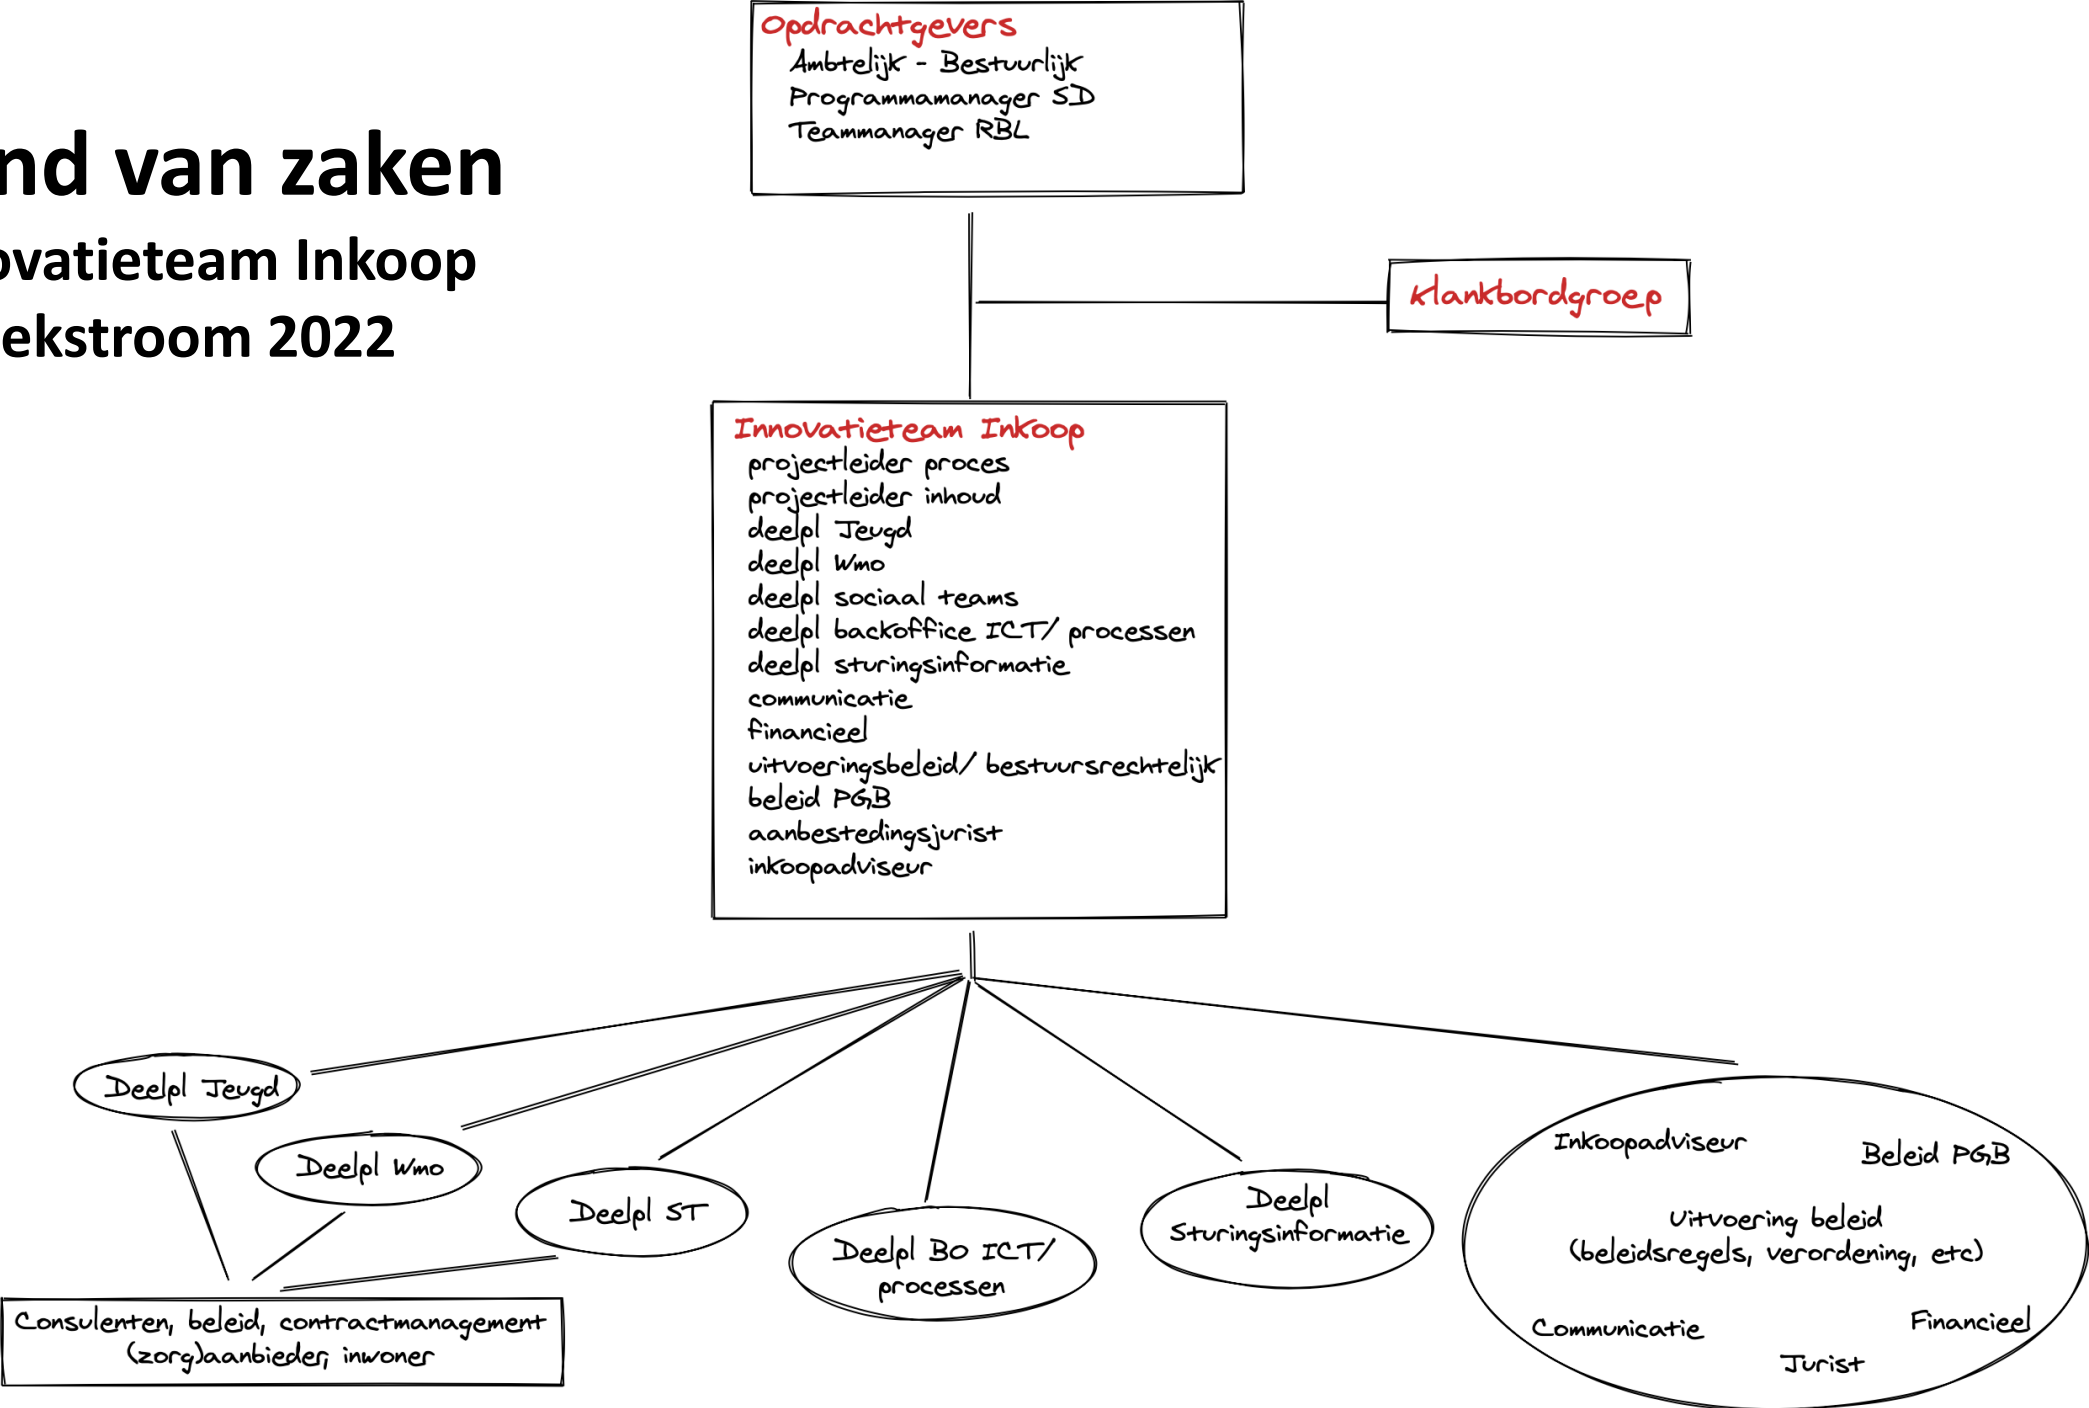 Opdrachtgevers
Ambtelijk - Bestuurlijk
Programmamanager SD
Teammanager RBL
nd van zaken
ovatieteam Inkoop
ekstroom 2022
Klankbordgroep
Innovatieteam Inkoop
projectleider proces
projectleider inhoud
deelpl Jeugd
deelpl Wmo
deelpl sociaal teams
deelpl backoffice ICT/ processen
deelpl sturingsinformatie
communicatie
financieel
uitvoeringsbeleid/ bestuursrechtelijk
beleid PGB
aanbestedingsjurist
inkoopadviseur
Deelpl Jeugd
Deelpl Wmo
Deelpl ST
Deelpl BO ICT/
processen
Deelpl
Sturingsinformatie
Inkoopadviseur
Beleid PGB
Uitvoering beleid
(beleidsregels, verordening, etc)
Communicatie
Financieel
Jurist
Consulenten, beleid, contractmanagement
(zorg)aanbieder, inwoner